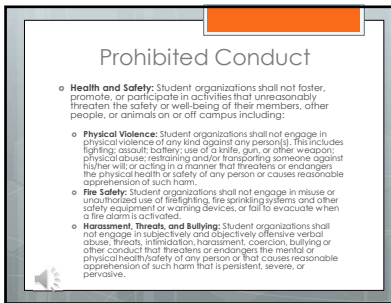 Prohibited Conduct
Health and Safety: Student organizations shall not foster,
promote, or participate in activities that unreasonably
threaten the safety or well-being of their members, other
people, or animals on or off campus including:
Physical Violence: Student organizations shall not engage in
physical violence of any kind against any person(s). This includes
fighting; assault; battery; use of a knife, gun, or other weapon;
physical abuse; restraining and/or transporting someone against
his/her will; or acting in a manner that threatens or endangers
the physical health or safety of any person or causes reasonable
apprehension of such harm.
Fire Safety: Student organizations shall not engage in misuse or
unauthorized use of firefighting, fire sprinkling systems and other
safety equipment or warning devices, or fail to evacuate when
a fire alarm is activated.
Harassment, Threats, and Bullying: Student organizations shall
not engage in subjectively and objectively offensive verbal
abuse, threats, intimidation, harassment, coercion, bullying or
other conduct that threatens or endangers the mental or
physical health/safety of any person or that causes reasonable
apprehension of such harm that is persistent, severe, or
pervasive.